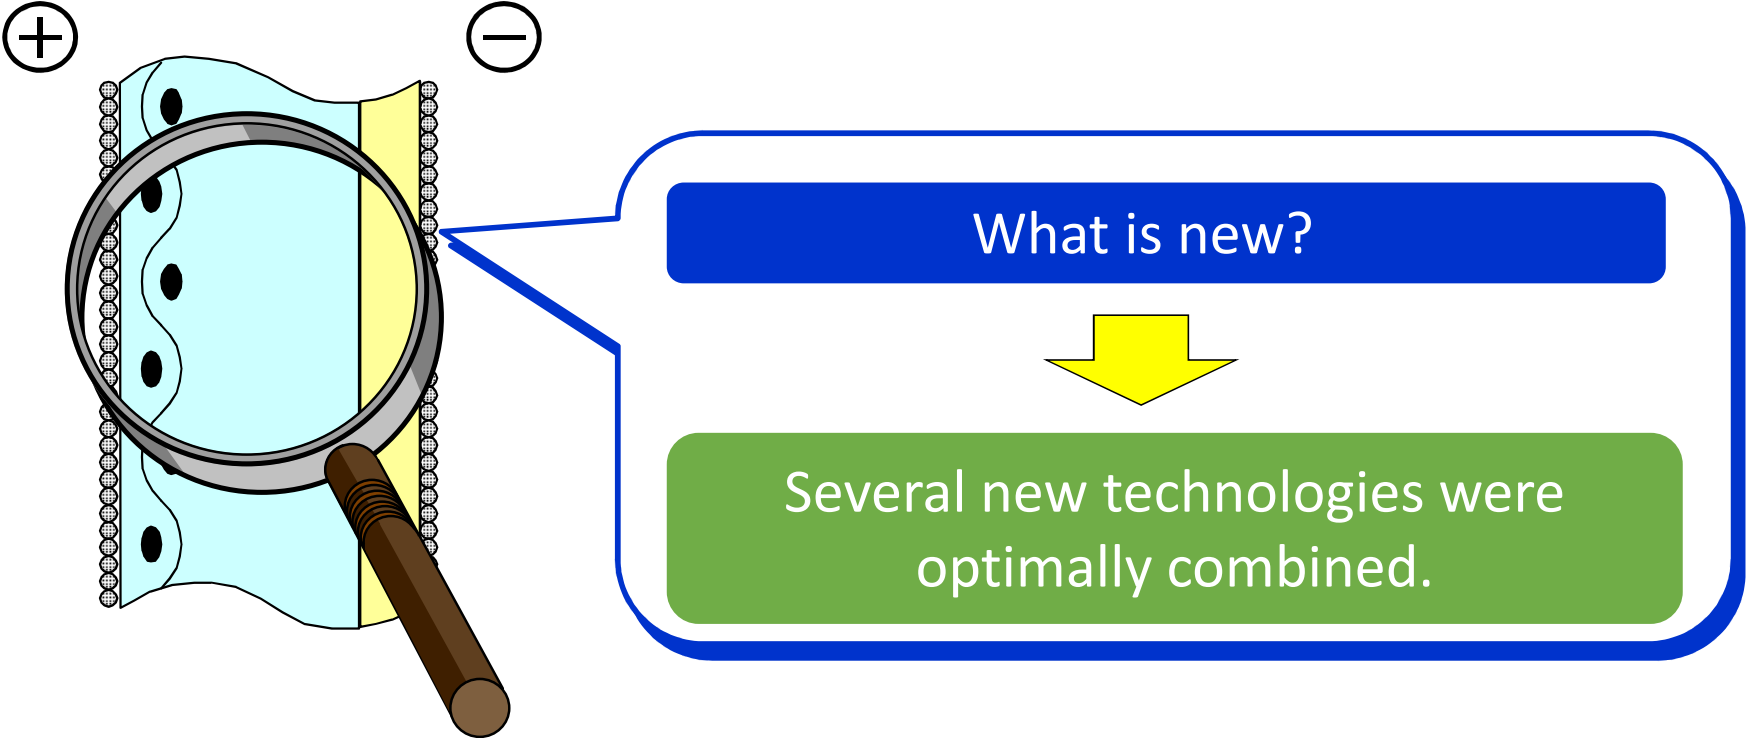 +
−
What is new?
Several new technologies were
optimally combined.